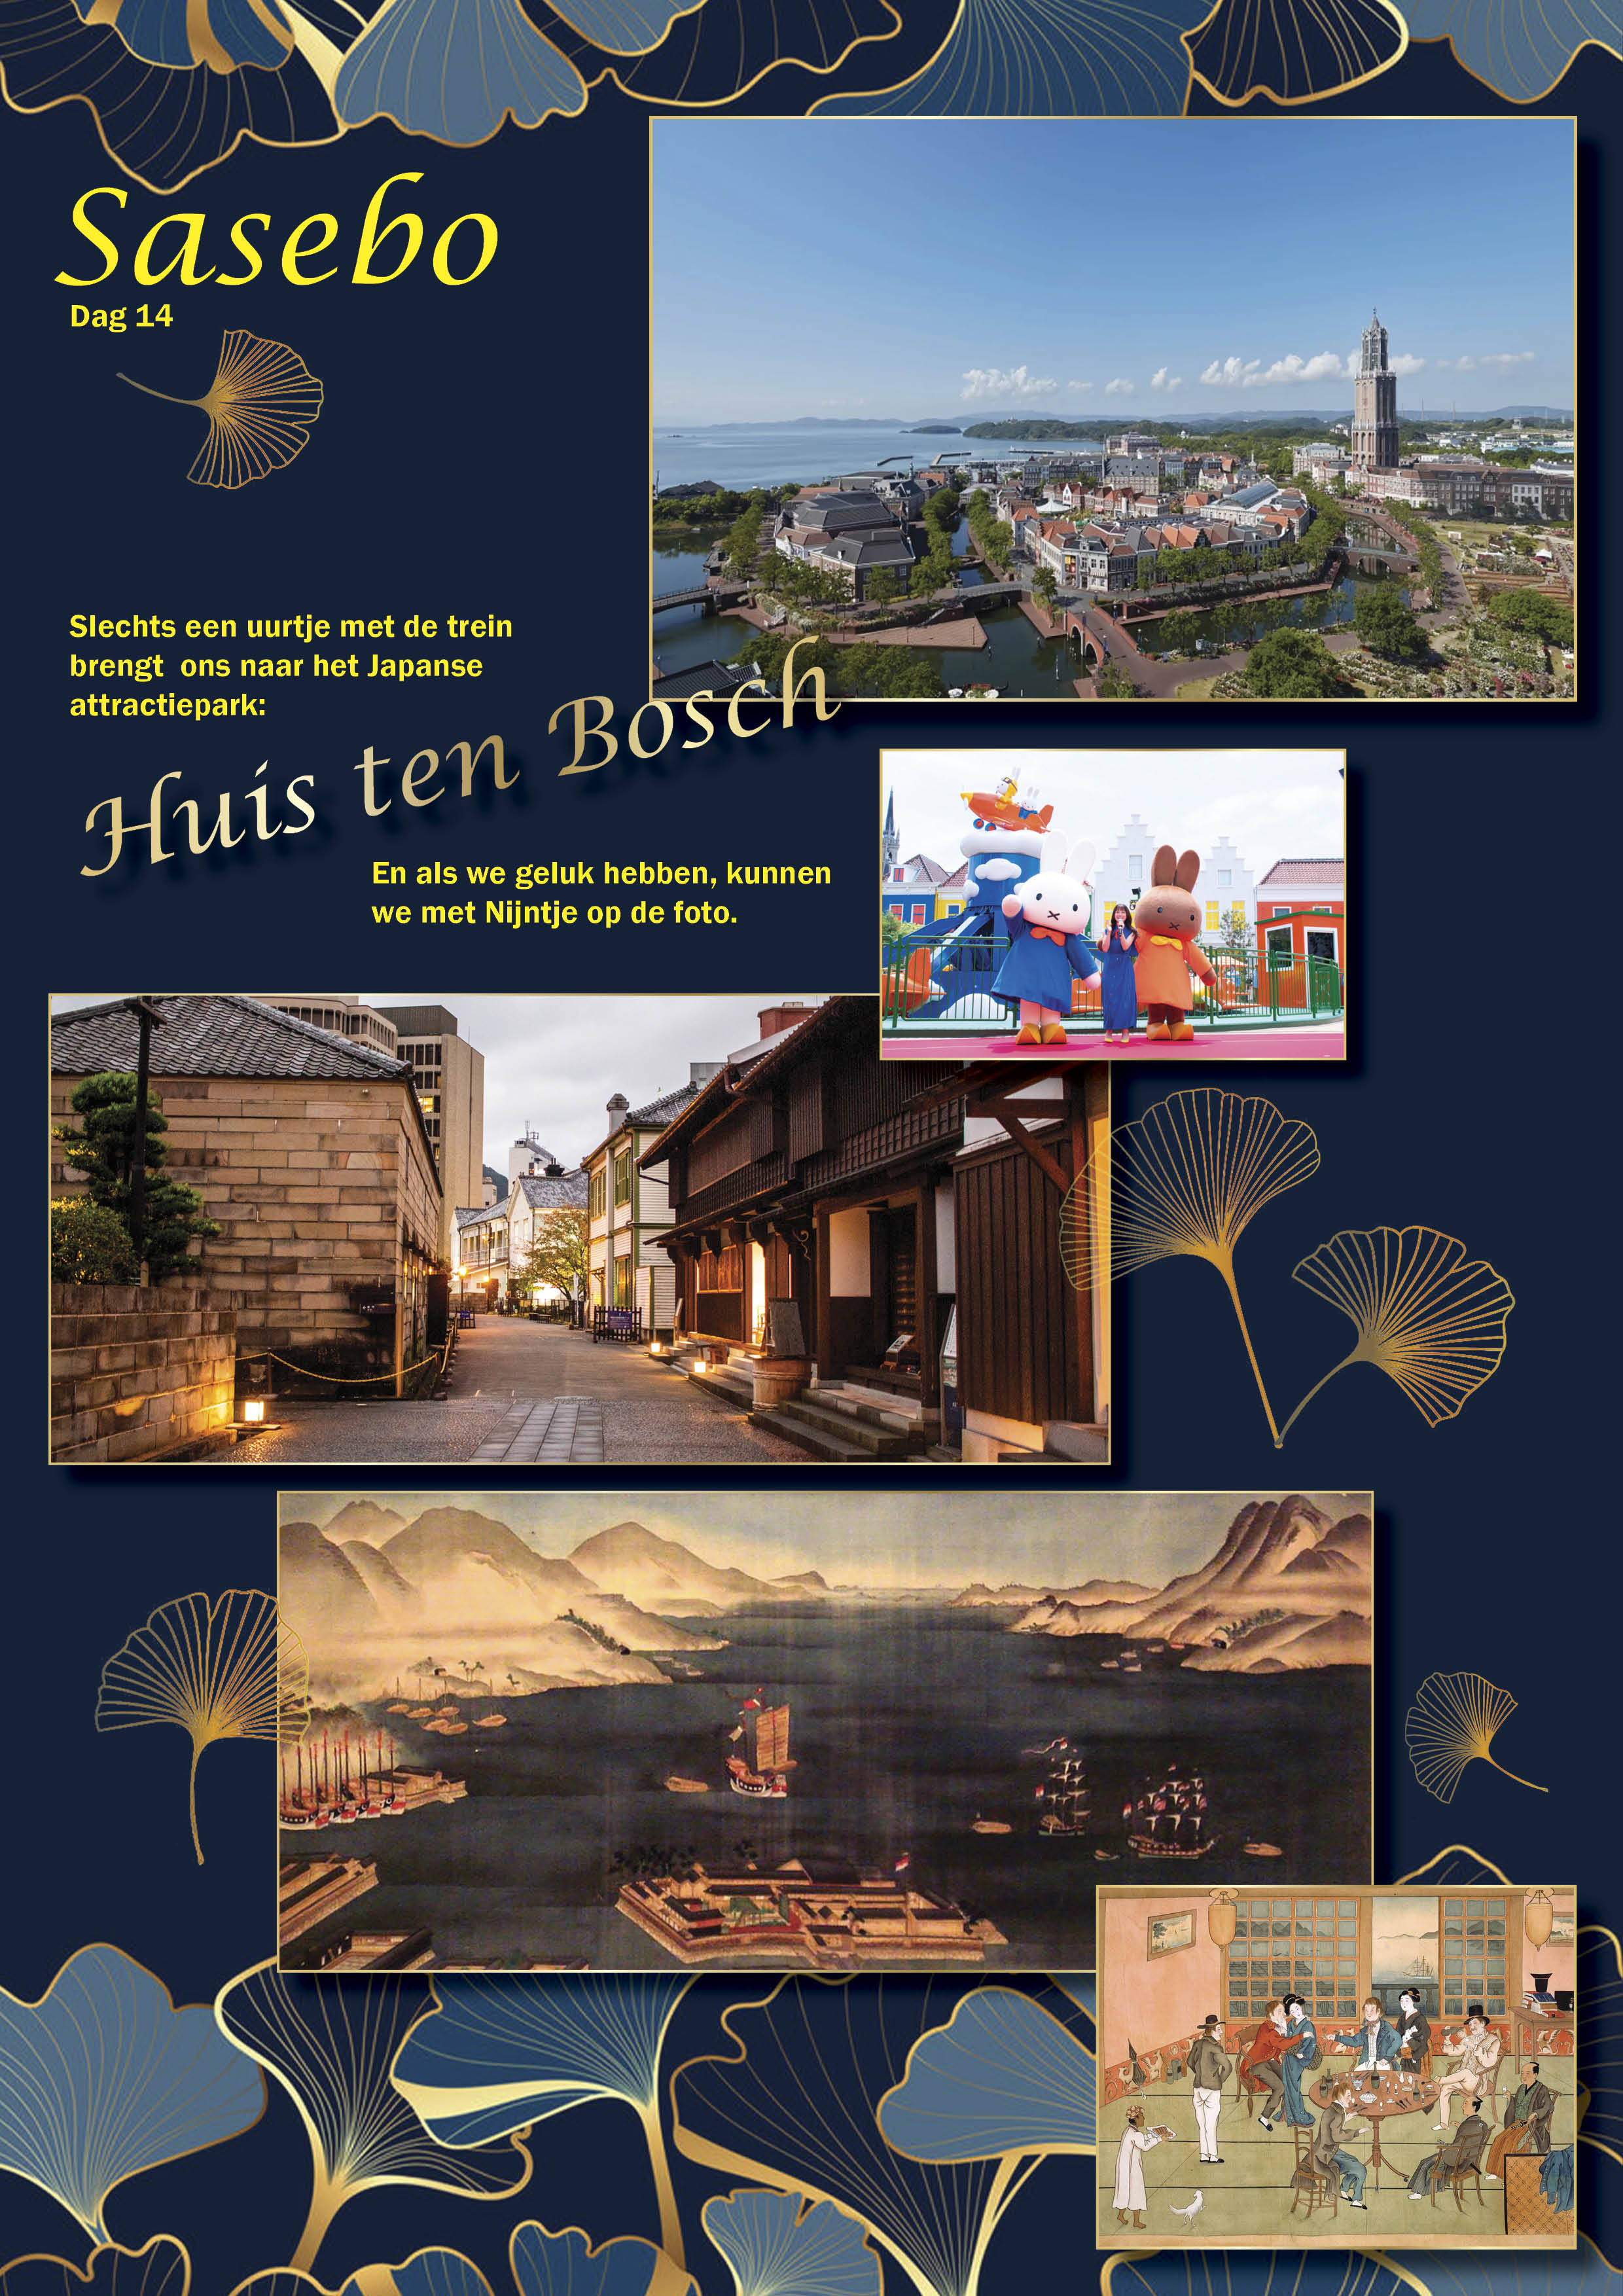 Sasebo
Dag 14
Slechts een uurtje met de trein
brengt  ons naar het Japanse
attractiepark:
Huis ten Bosch
En als we geluk hebben, kunnen
we met Nijntje op de foto.